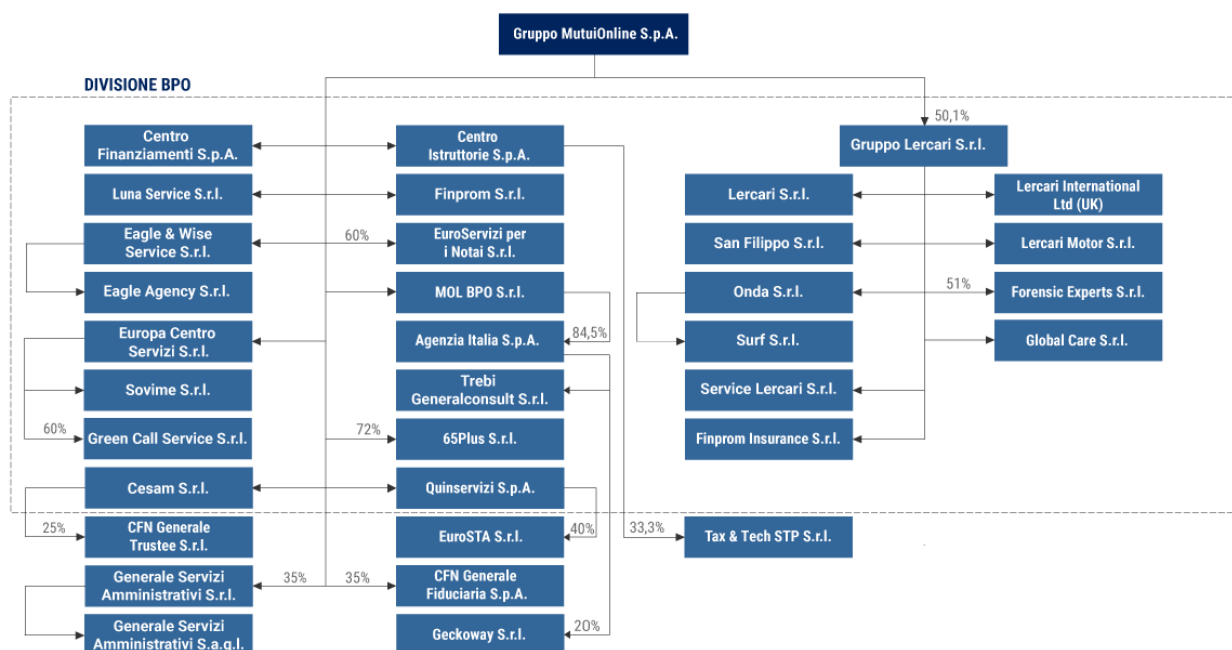 Gruppo MutuiOnline S.p.A.
DIVISIONE BPO
50,1%
Centro
Finanziamenti S.p.A.
Centro
Istruttorie S.p.A.
Gruppo Lercari S.r.l.
Luna Service S.r.l.
Finprom S.r.l.
Lercari S.r.l.
Lercari International
Ltd (UK)
Eagle & Wise
Service S.r.l.
60%
EuroServizi per
i Notai S.r.l.
San Filippo S.r.l.
Lercari Motor S.r.l.
Eagle Agency S.r.l.
MOL BPO S.r.l.
Onda S.r.l.
51%
Forensic Experts S.r.l.
Europa Centro
Servizi S.r.l.
Agenzia Italia S.p.A.
84,5%
Surf S.r.l.
Global Care S.r.l.
Sovime S.r.l.
Trebi
Generalconsult S.r.l.
Service Lercari S.r.l.
60%
Green Call Service S.r.l.
72%
65Plus S.r.l.
Finprom Insurance S.r.l.
Cesam S.r.l.
Quinservizi S.p.A.
25%
CFN Generale
Trustee S.r.l.
EuroSTA S.r.l.
40%
33,3%
Tax & Tech STP S.r.l.
Generale Servizi
Amministrativi S.r.l.
35%
35%
CFN Generale
Fiduciaria S.p.A.
Generale Servizi
Amministrativi S.a.g.l.
Geckoway S.r.l.
20%